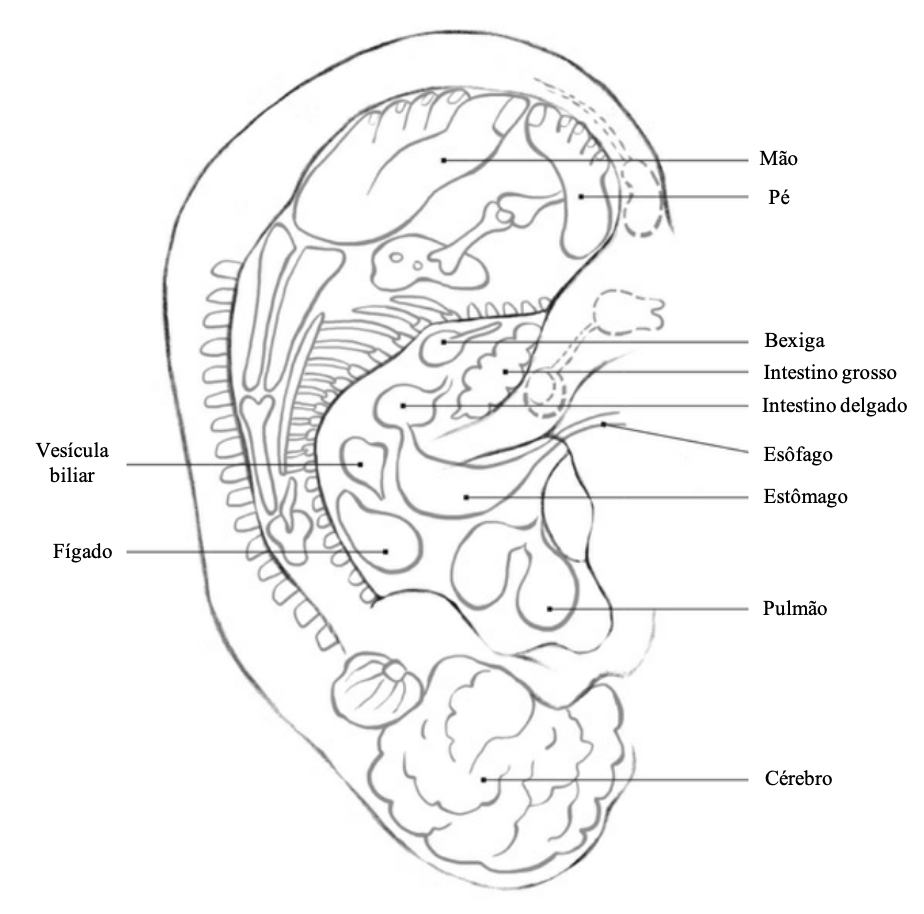 Mão
Pé
Bexiga
Intestino grosso
Intestino delgado
Vesícula
biliar
Esôfago
Estômago
Fígado
Pulmão
Cérebro